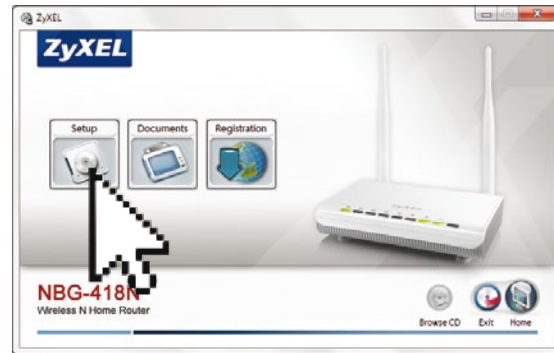 ZyXEL
ZyXEL
Setup
Documents
Registration
NBG-418N
Wireless N Home Router
Browse CD
Exit
Home